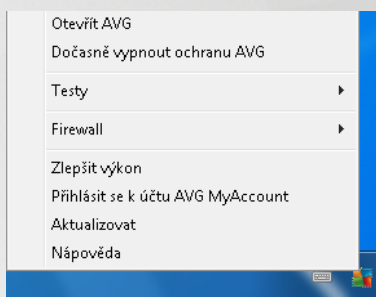 Otevřít AVG
Dočasně vypnout ochranu AVG
Testy
Firewall
Zlepšit výkon
Přihlásit se k účtu AVG MyAccount
Aktualizovat
Nápověda